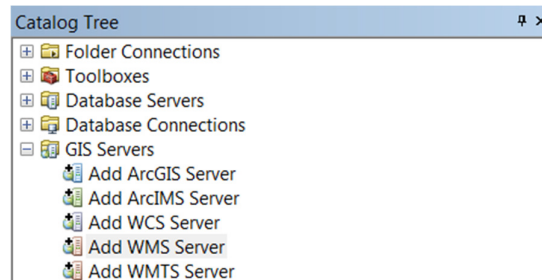 Catalog Tree
Folder Connections
Toolboxes
Database Servers
Database Connections
GIS Servers
Add ArcGIS Server
Add ArcIMS Server
Add WCS Server
Add WMS Server
Add WMTS Server